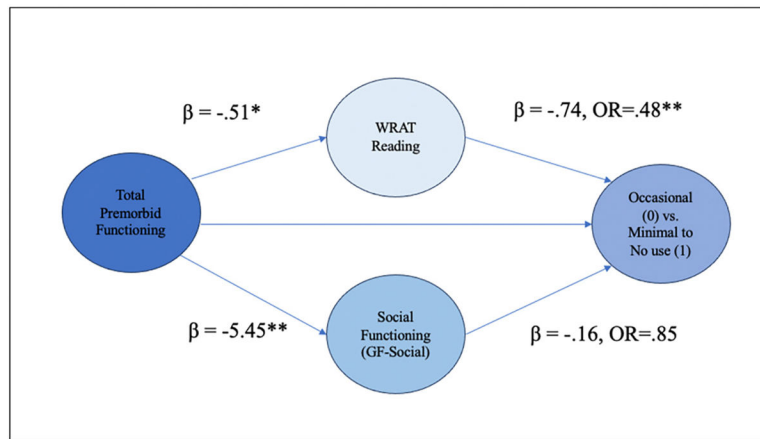 β = -.51*
WRAT
Reading
β = -.74, OR=.48**
Total
Premorbid
Functioning
Occasional
(0) vs.
Minimal to
No use (1)
β = -5.45**
Social
Functioning
(GF-Social)
β = -.16, OR=.85